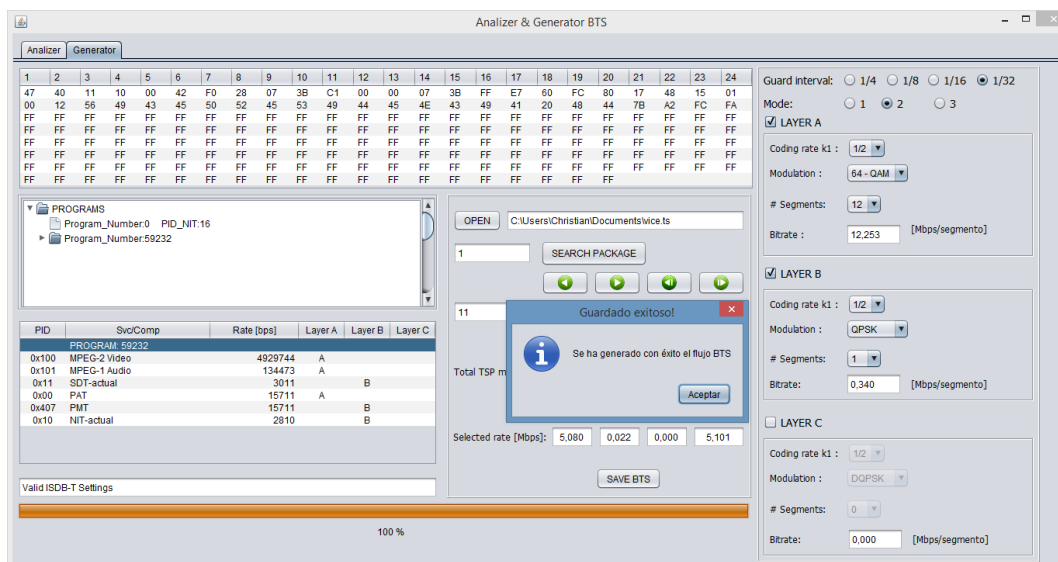 Analizer & Generator BTS
Analizer Generator
1 2 3 4 5 6 7 8 9 10 11 12 13 14 15 16 17 18 19 20 21 22 23 24
47 40 11 10 00 42 F0 28 07 3B C1 00 00 07 3B FF E7 60 FC 80 17 48 15 01
00 12 56 49 43 45 50 52 45 53 49 44 45 4E 43 49 41 20 48 44 7B A2 FC FA
FF FF FF FF FF FF FF FF FF FF FF FF FF FF FF FF FF FF FF FF FF FF FF FF
FF FF FF FF FF FF FF FF FF FF FF FF FF FF FF FF FF FF FF FF FF FF FF FF
FF FF FF FF FF FF FF FF FF FF FF FF FF FF FF FF FF FF FF FF FF FF FF FF
FF FF FF FF FF FF FF FF FF FF FF FF FF FF FF FF FF FF FF FF FF FF FF FF
FF FF FF FF FF FF FF FF FF FF FF FF FF FF FF FF FF FF FF FF FF FF FF FF
FF FF FF FF FF FF FF FF FF FF FF FF FF FF FF FF FF FF FF FF
PROGRAMS
Program_Number:0 PID_NIT:16
Program_Number:59232
PID Svc/Comp Rate [bps] Layer A Layer B Layer C
PROGRAM: 59232
0x100 MPEG-2 Video 4929744 A
0x101 MPEG-1 Audio 134473 A
0x11 SDT-actual 3011 B
0x00 PAT 15711 A
0x407 PMT 15711 B
0x10 NIT-actual 2810 B
Valid ISDB-T Settings
100 %
OPEN C:\Users\Christian\Documents\vice.ts
1 SEARCH PACKAGE
11
Total TSP m
Guardado exitoso!
Se ha generado con éxito el flujo BTS
Aceptar
Selected rate [Mbps]: 5,080 0,022 0,000 5,101
SAVE BTS
Guard interval: 1/4 1/8 1/16 1/32
Mode: 1 2 3
LAYER A
Coding rate k1 : 1/2
Modulation : 64 - QAM
# Segments: 12
Bitrate : 12,253 [Mbps/segmento]
LAYER B
Coding rate k1 : 1/2
Modulation : QPSK
# Segments: 1
Bitrate: 0,340 [Mbps/segmento]
LAYER C
Coding rate k1 : 1/2
Modulation : DQPSK
# Segments: 0
Bitrate: 0,000 [Mbps/segmento]